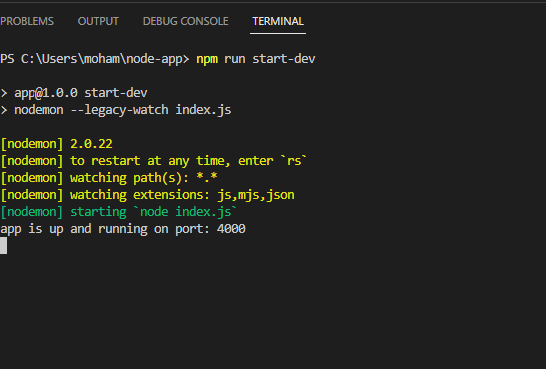 PROBLEMS OUTPUT DEBUG CONSOLE TERMINAL
PS C:\Users\moham\node-app> npm run start-dev
> app@1.0.0 start-dev
> nodemon --legacy-watch index.js
[nodemon] 2.0.22
[nodemon] to restart at any time, enter `rs`
[nodemon] watching path(s): *.*
[nodemon] watching extensions: js,mjs,json
[nodemon] starting `node index.js`
app is up and running on port: 4000